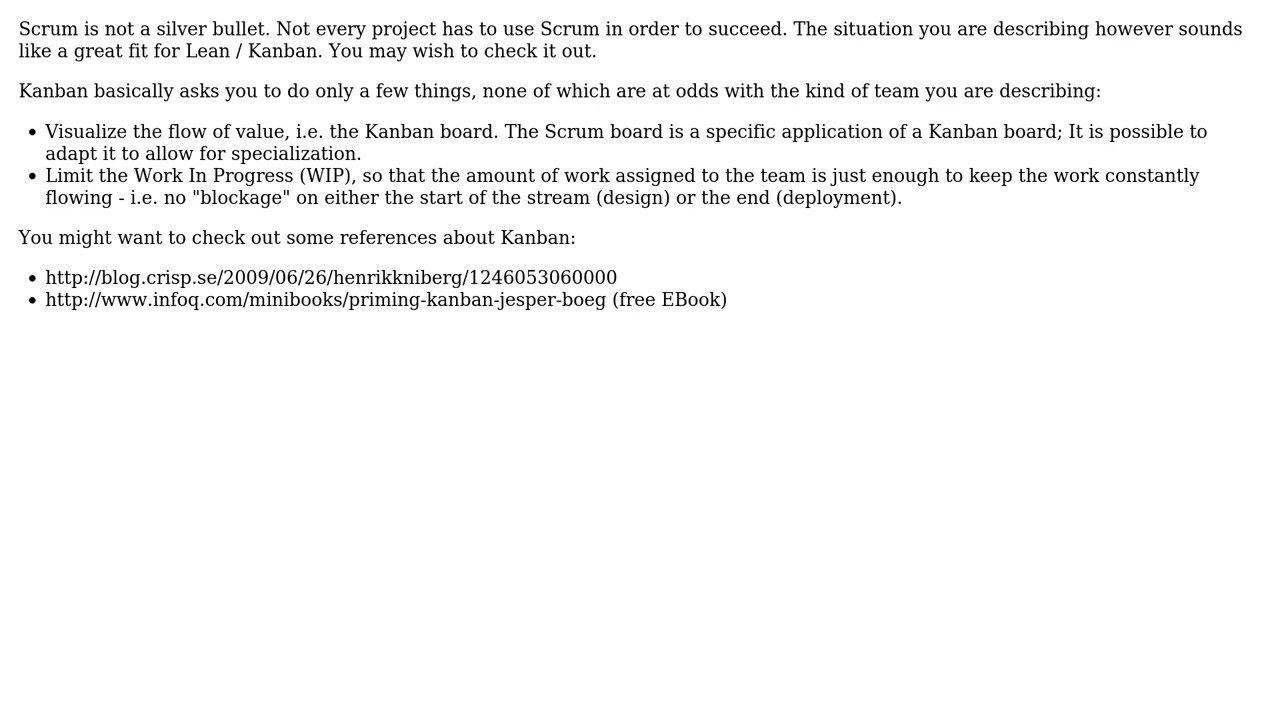 Scrum is not a silver bullet. Not every project has to use Scrum in order to succeed. The situation you are describing however sounds
like a great fit for Lean / Kanban. You may wish to check it out.
Kanban basically asks you to do only a few things, none of which are at odds with the kind of team you are describing:
• Visualize the flow of value, i.e. the Kanban board. The Scrum board is a specific application of a Kanban board; It is possible to
adapt it to allow for specialization.
• Limit the Work In Progress (WIP), so that the amount of work assigned to the team is just enough to keep the work constantly
flowing - i.e. no "blockage" on either the start of the stream (design) or the end (deployment).
You might want to check out some references about Kanban:
• http://blog.crisp.se/2009/06/26/henrikkniberg/1246053060000
• http://www.infoq.com/minibooks/priming-kanban-jesper-boeg (free EBook)